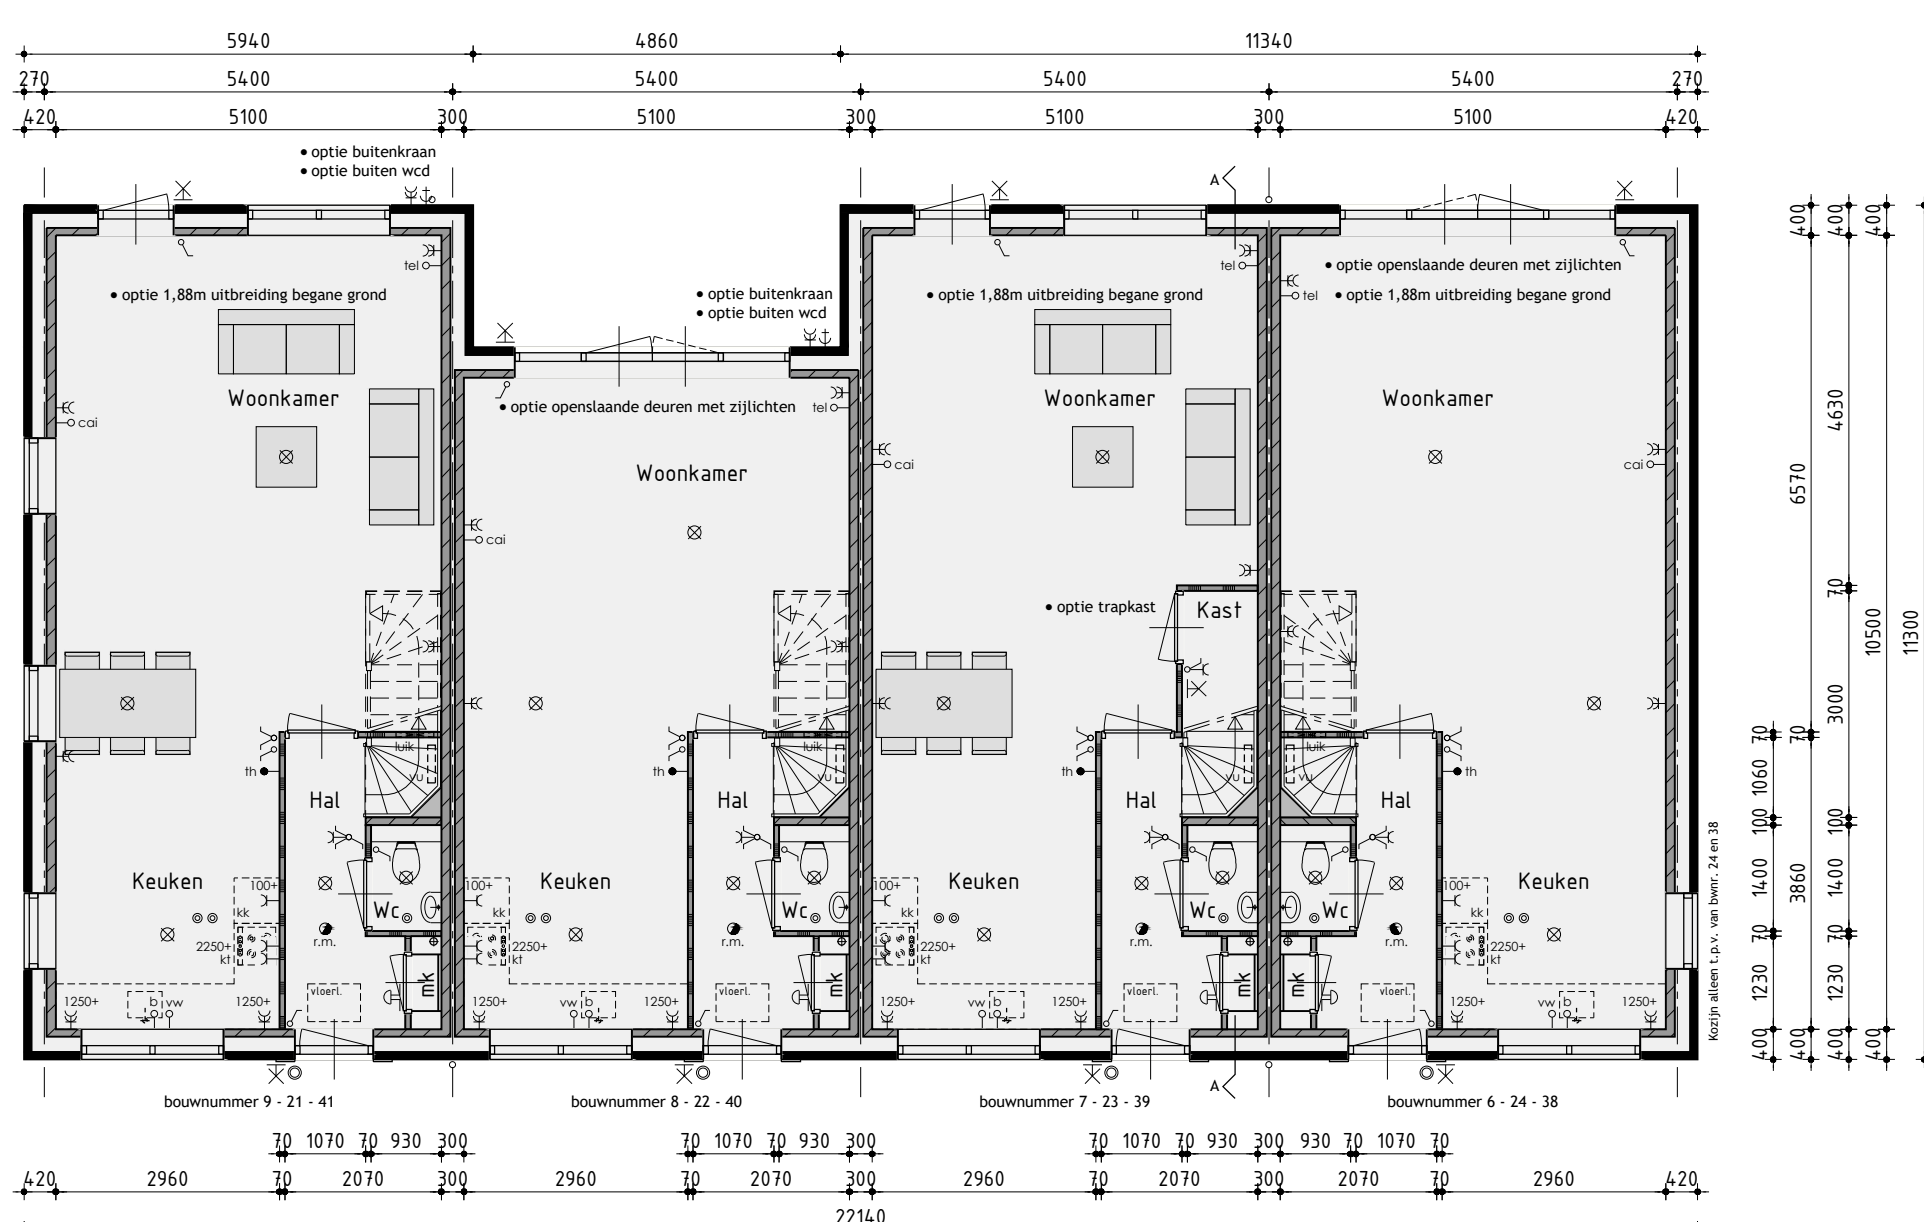 5940 4860 11340
270 5400 5400 5400 5400 270
420 5100 300 5100 300 5100 300 5100 420
• optie buitenkraan
• optie buiten wcd
A
tel
tel
• optie openslaande deuren met zijlichten
• optie 1,88m uitbreiding begane grond
• optie buitenkraan
• optie buiten wcd
• optie 1,88m uitbreiding begane grond
tel • optie 1,88m uitbreiding begane grond
Woonkamer
• optie openslaande deuren met zijlichten
tel
Woonkamer
Woonkamer
cai
Woonkamer
cai
cai
cai
• optie trapkast
Kast
luik
luik
luik
vu
vu
vu
vu
th
th
th
th
Hal
Hal
Hal
Hal
Keuken
Keuken
Keuken
Keuken
100+
100+
100+
100+
kk
kk
kk
kk
Wc
Wc
Wc
Wc
r.m.
r.m.
r.m.
r.m.
2250+
2250+
2250+
2250+
kt
kt
kt
kt
mk
mk
mk
mk
vloerl.
vloerl.
vloerl.
vloerl.
1250+ b vw 1250+
1250+ vw b 1250+
1250+ vw b 1250+
1250+ vw b 1250+
A
bouwnummer 9 - 21 - 41
bouwnummer 8 - 22 - 40
bouwnummer 7 - 23 - 39
bouwnummer 6 - 24 - 38
Kozijn alleen t.p.v. van bwnr. 24 en 38
70 1060 100 1400 70 1230 400
400 6570 70 3860 400
400 4630 70 3000 100 1400 70 1230 400
400 10500 400
11300
70 1070 70 930 300 70 1070 70 930 300 70 1070 70 930 300 930 70 1070 70
420 2960 70 2070 300 2960 70 2070 300 2960 70 2070 300 2070 70 2960 420
22140